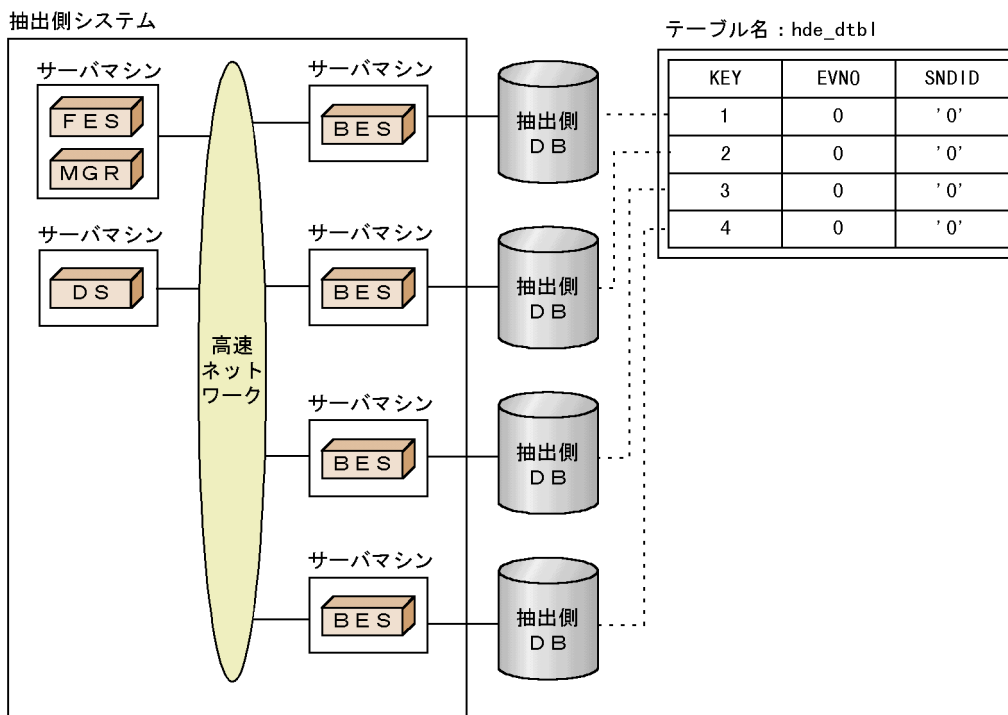 抽出側システム
サーバマシン
FES
MGR
サーバマシン
DS
高速
ネット
ワーク
サーバマシン
BES
サーバマシン
BES
サーバマシン
BES
サーバマシン
BES
抽出側
DB
抽出側
DB
抽出側
DB
抽出側
DB
テーブル名：hde_dtbl
KEY EVNO SNDID
1 0 '0'
2 0 '0'
3 0 '0'
4 0 '0'